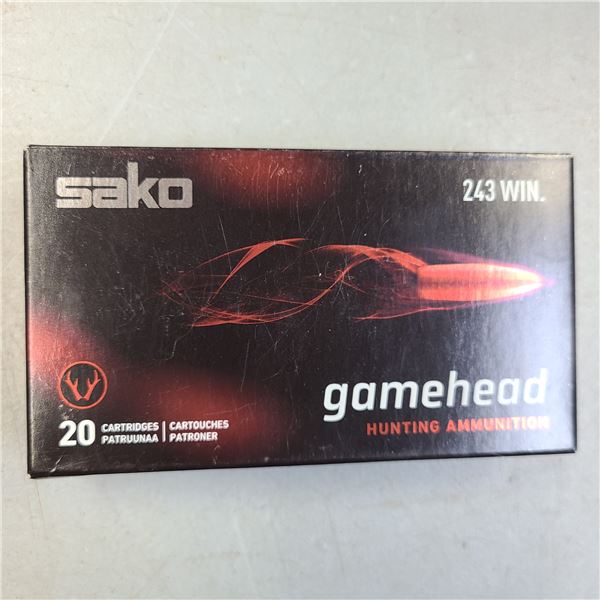 sako
243 WIN.
gamehead
HUNTING AMMUNITION
20 CARTRIDGES | CARTOUCHES
PATRUUNAA | PATRONER